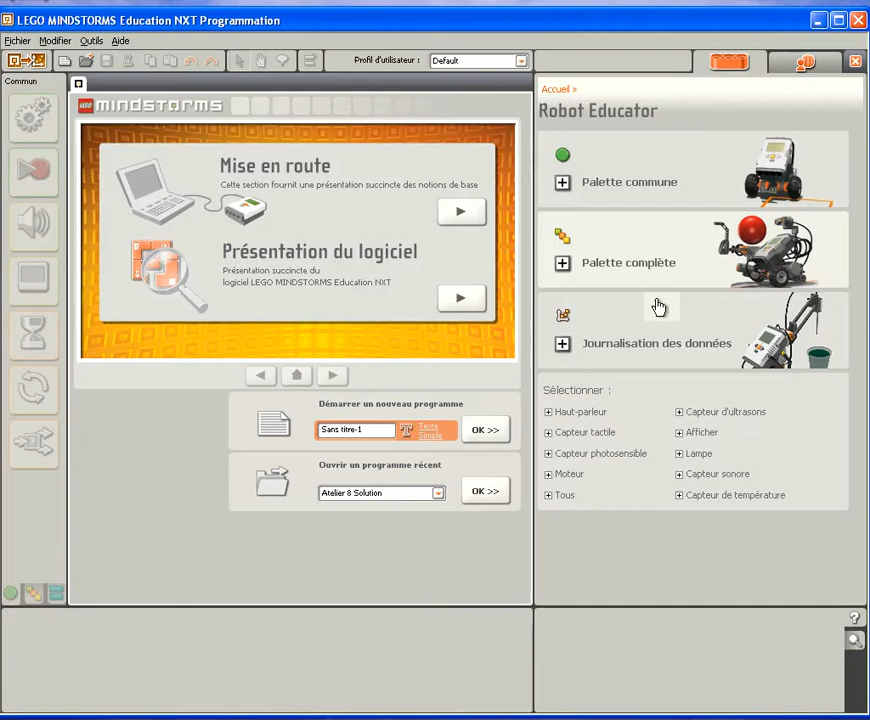 LEGO MINDSTORMS Education NXT Programmation
Fichier Modifier Outils Aide
Profil d'utilisateur : Default
Commun
LEGO mindstorms
Mise en route
Cette section fournit une présentation succincte des notions de base
Présentation du logiciel
Présentation succincte du
logiciel LEGO MINDSTORMS Education NXT
Démarrer un nouveau programme
Sans titre-1
Texte
Simple
OK >>
Ouvrir un programme récent
Atelier 8 Solution
OK >>
Accueil >
Robot Educator
Palette commune
Palette complète
Journalisation des données
Sélectionner :
Haut-parleur
Capteur d'ultrasons
Capteur tactile
Afficher
Capteur photosensible
Lampe
Moteur
Capteur sonore
Tous
Capteur de température